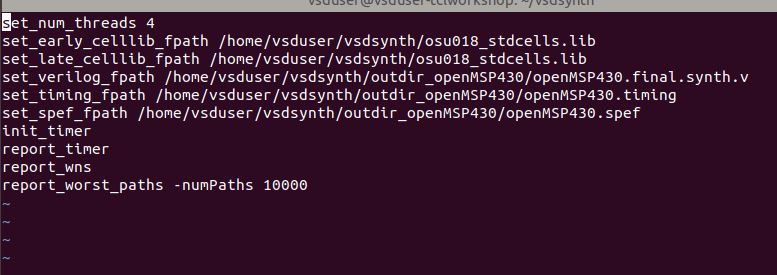 vsduser@vsduser-tclworkshop: ~/vsdsynth
set_num_threads 4
set_early_celllib_fpath /home/vsduser/vsdsynth/osu018_stdcells.lib
set_late_celllib_fpath /home/vsduser/vsdsynth/osu018_stdcells.lib
set_verilog_fpath /home/vsduser/vsdsynth/outdir_openMSP430/openMSP430.final.synth.v
set_timing_fpath /home/vsduser/vsdsynth/outdir_openMSP430/openMSP430.timing
set_spef_fpath /home/vsduser/vsdsynth/outdir_openMSP430/openMSP430.spef
init_timer
report_timer
report_wns
report_worst_paths -numPaths 10000
~
~
~
~